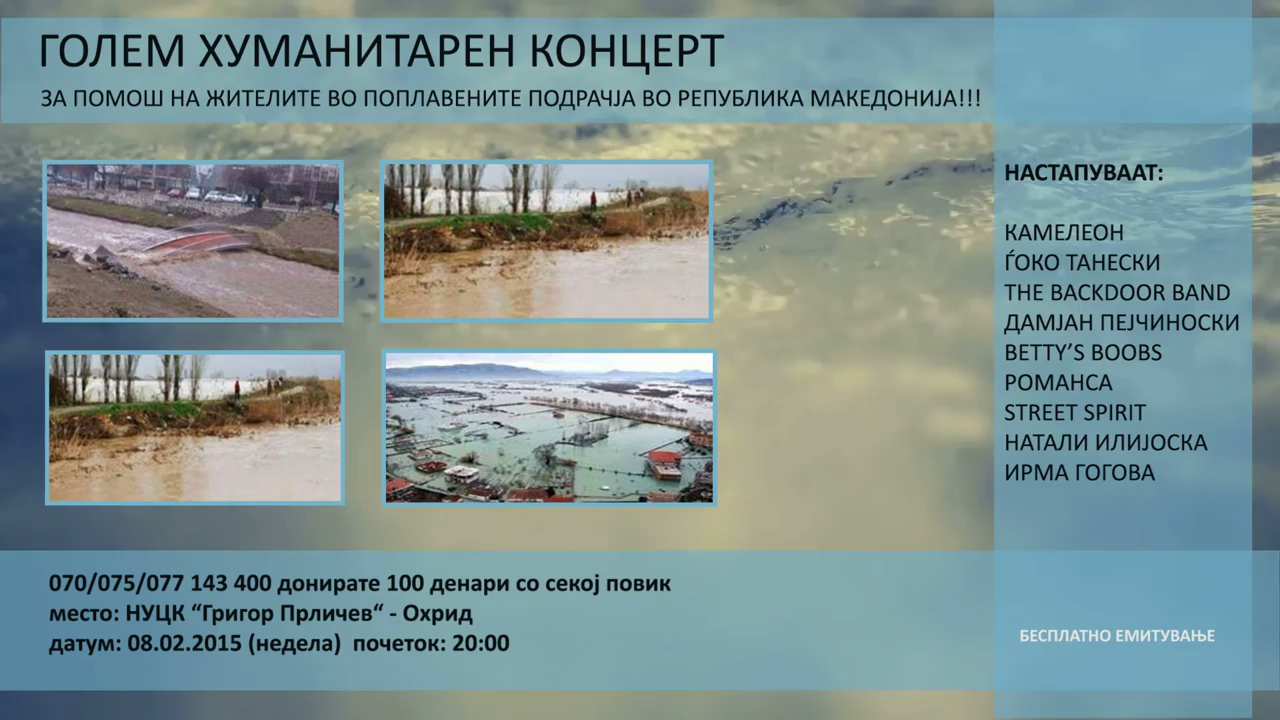 ГОЛЕМ ХУМАНИТАРЕН КОНЦЕРТ
ЗА ПОМОШ НА ЖИТЕЛИТЕ ВО ПОПЛАВЕНИТЕ ПОДРАЧЈА ВО РЕПУБЛИКА МАКЕДОНИЈА!!!
НАСТАПУВААТ:
КАМЕЛЕОН
ЃОКО ТАНЕСКИ
THE BACKDOOR BAND
ДАМЈАН ПЕЈЧИНОСКИ
BETTY’S BOOBS
РОМАНСА
STREET SPIRIT
НАТАЛИ ИЛИЈОСКА
ИРМА ГОГОВА
070/075/077 143 400 донирате 100 денари со секој повик
место: НУЦК “Григор Прличев“ - Охрид
датум: 08.02.2015 (недела)  почеток: 20:00
БЕСПЛАТНО ЕМИТУВАЊЕ